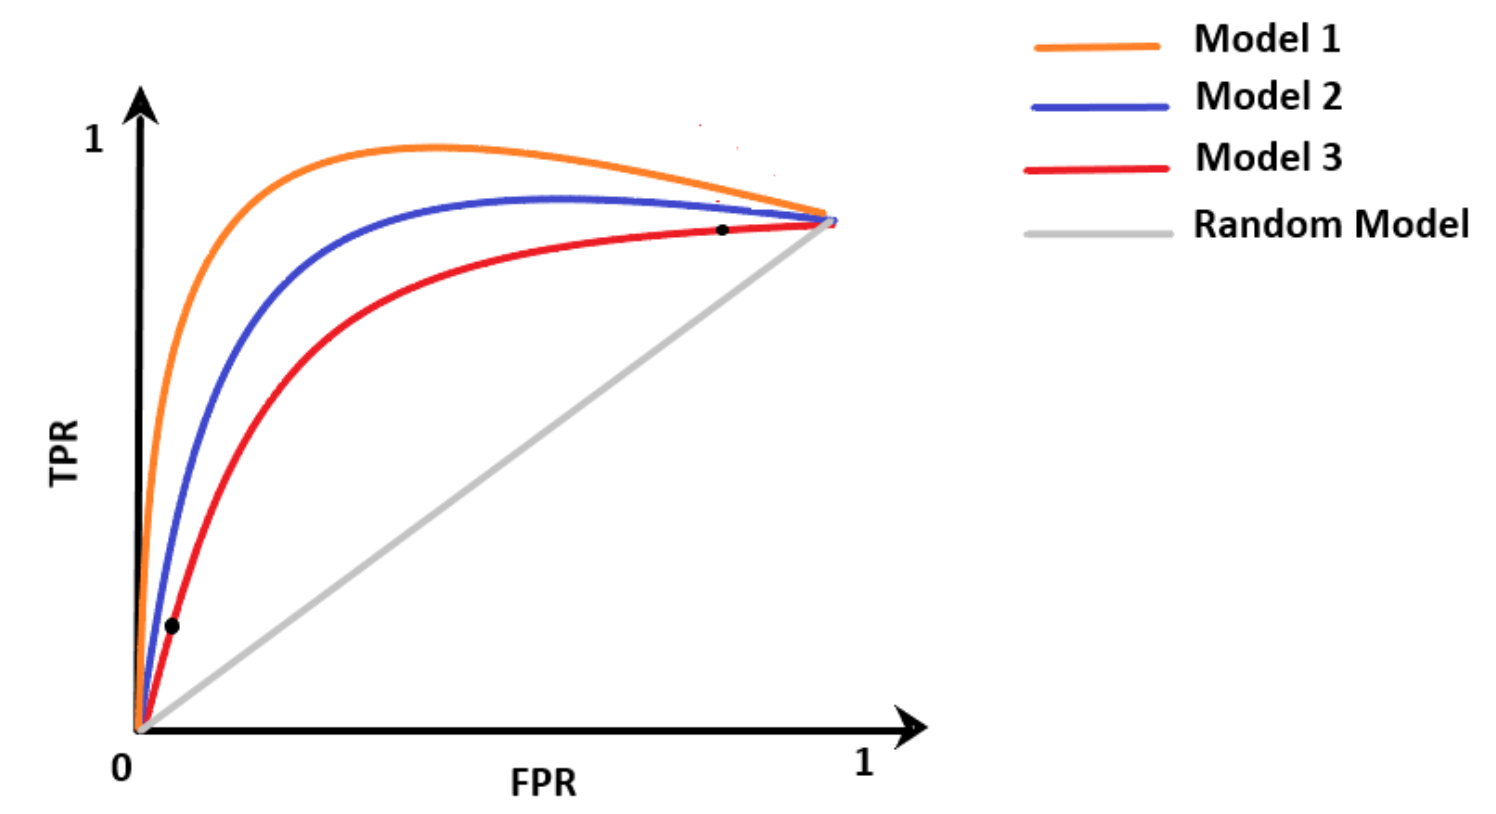 Model 1
Model 2
Model 3
Random Model
1
TPR
0
1
FPR